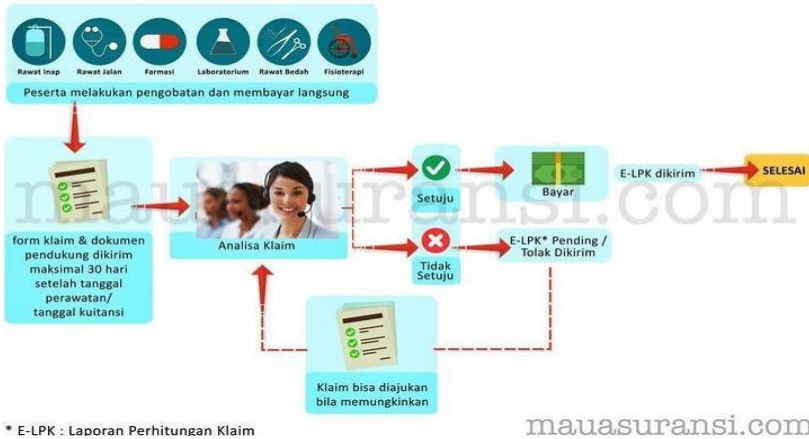 Rawat Inap
Rawat Jalan
Farmasi
Laboratorium
Rawat Bedah
Fisioterapi
Peserta melakukan pengobatan dan membayar langsung
form klaim & dokumen
pendukung dikirim
maksimal 30 hari
setelah tanggal
perawatan/
tanggal kuitansi
Analisa Klaim
Setuju
Bayar
E-LPK dikirim
SELESAI
Tidak
Setuju
E-LPK* Pending /
Tolak Dikirim
Klaim bisa diajukan
bila memungkinkan
mauasuransi.com
* E-LPK : Laporan Perhitungan Klaim
mauasuransi.com